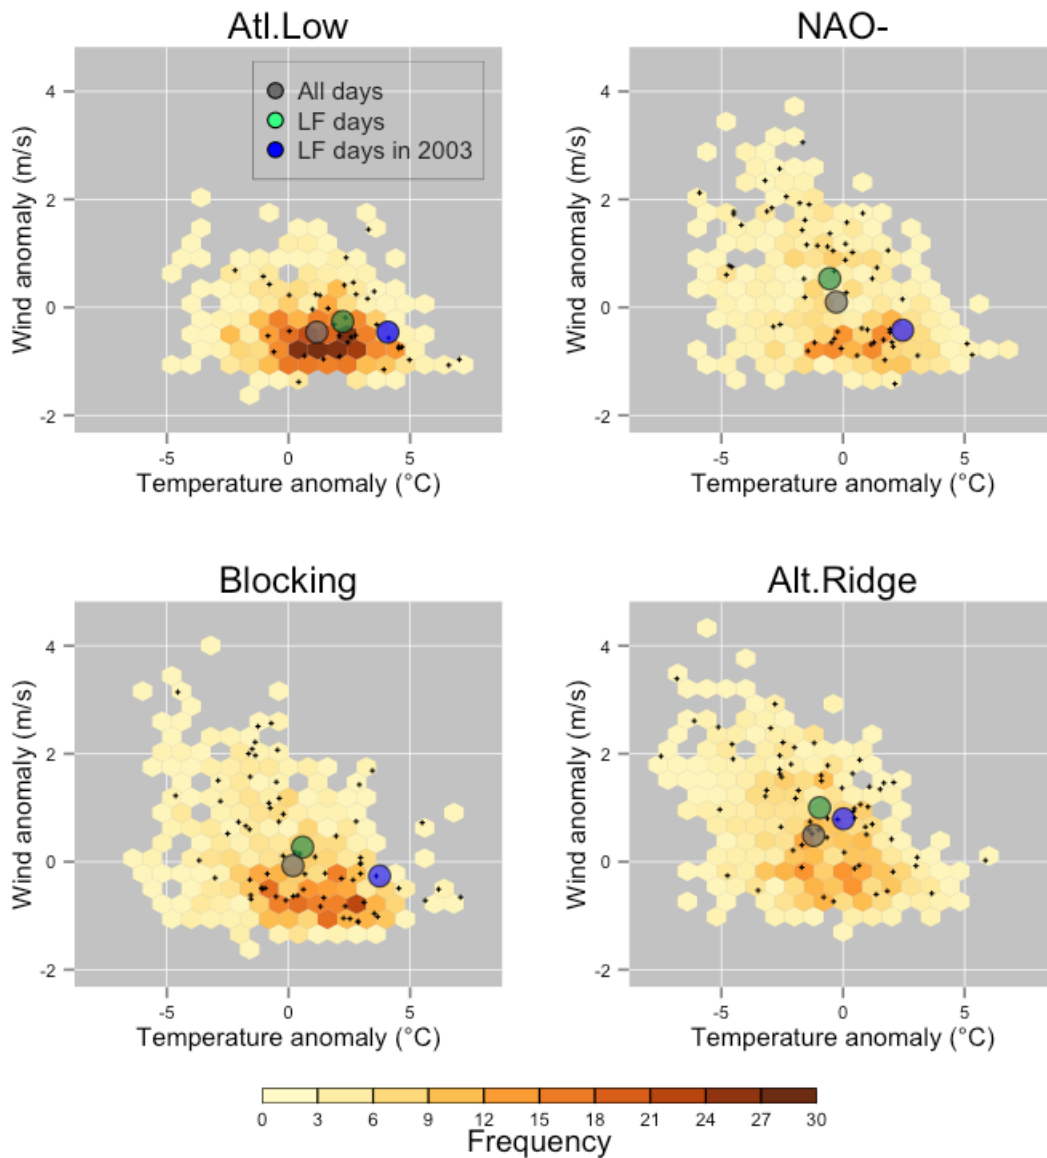 Atl.Low
NAO-
All days
LF days
LF days in 2003
Wind anomaly (m/s)
4
2
0
-2
-5 0 5
Temperature anomaly (°C)
Wind anomaly (m/s)
4
2
0
-2
-5 0 5
Temperature anomaly (°C)
Blocking
Alt.Ridge
Wind anomaly (m/s)
4
2
0
-2
-5 0 5
Temperature anomaly (°C)
Wind anomaly (m/s)
4
2
0
-2
-5 0 5
Temperature anomaly (°C)
0 3 6 9 12 15 18 21 24 27 30
Frequency